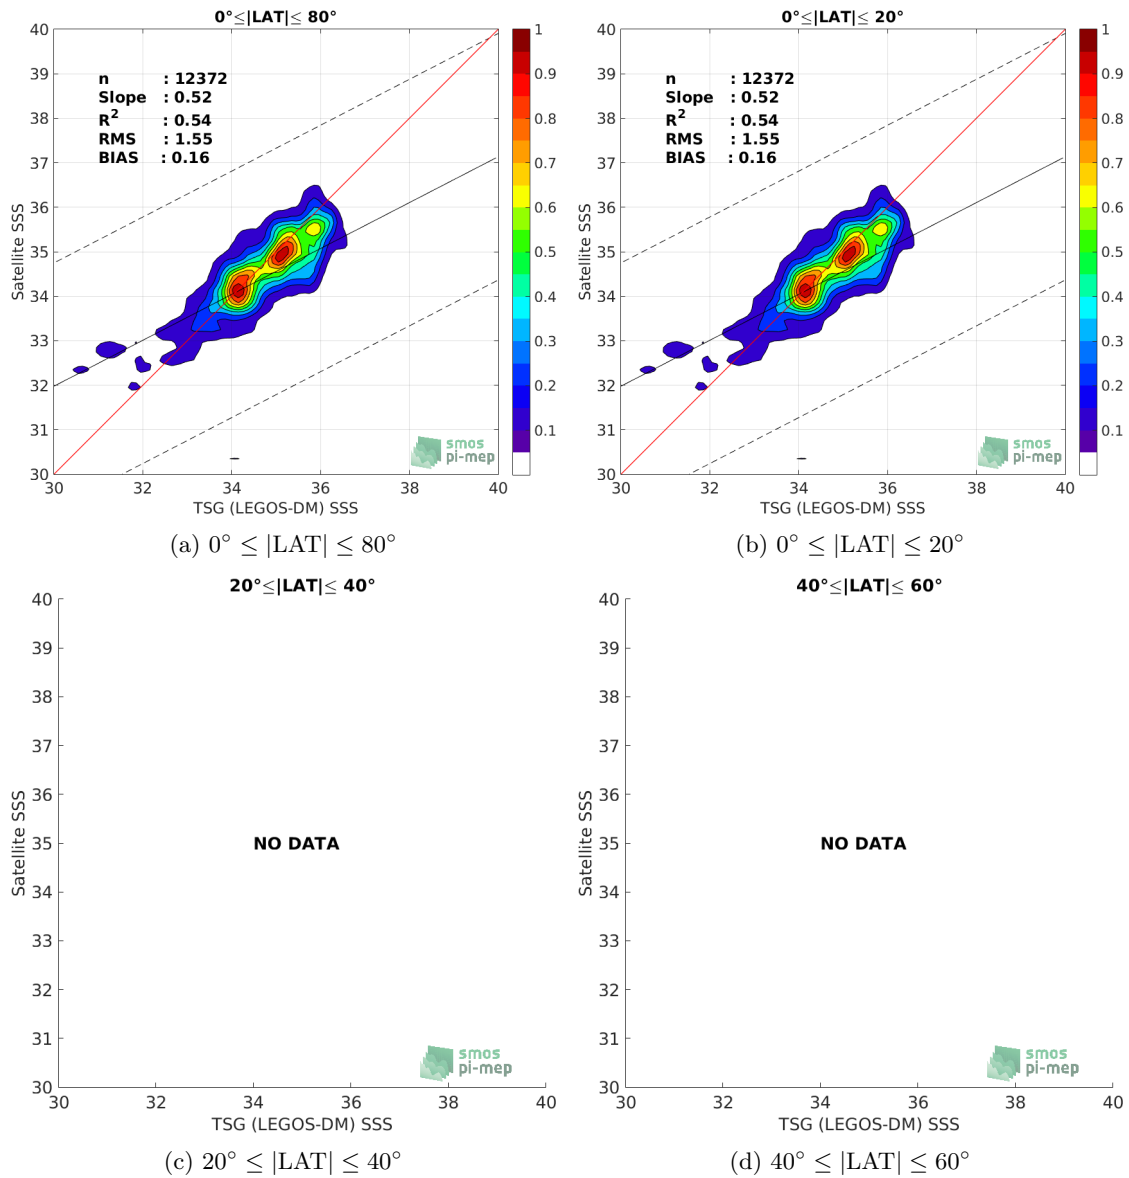 0°≤|LAT|≤ 80°
40
39
38
37
36
35
34
33
32
31
30
Satellite SSS
n : 12372
Slope : 0.52
R2 : 0.54
RMS : 1.55
BIAS : 0.16
smos
pi-mep
30 32 34 36 38 40
TSG (LEGOS-DM) SSS
1
0.9
0.8
0.7
0.6
0.5
0.4
0.3
0.2
0.1
(a) 0° ≤ |LAT| ≤ 80°
0°≤|LAT|≤ 20°
40
39
38
37
36
35
34
33
32
31
30
Satellite SSS
n : 12372
Slope : 0.52
R2 : 0.54
RMS : 1.55
BIAS : 0.16
smos
pi-mep
30 32 34 36 38 40
TSG (LEGOS-DM) SSS
1
0.9
0.8
0.7
0.6
0.5
0.4
0.3
0.2
0.1
(b) 0° ≤ |LAT| ≤ 20°
20°≤|LAT|≤ 40°
40
39
38
37
36
35
34
33
32
31
30
Satellite SSS
NO DATA
smos
pi-mep
30 32 34 36 38 40
TSG (LEGOS-DM) SSS
(c) 20° ≤ |LAT| ≤ 40°
40°≤|LAT|≤ 60°
40
39
38
37
36
35
34
33
32
31
30
Satellite SSS
NO DATA
smos
pi-mep
30 32 34 36 38 40
TSG (LEGOS-DM) SSS
(d) 40° ≤ |LAT| ≤ 60°